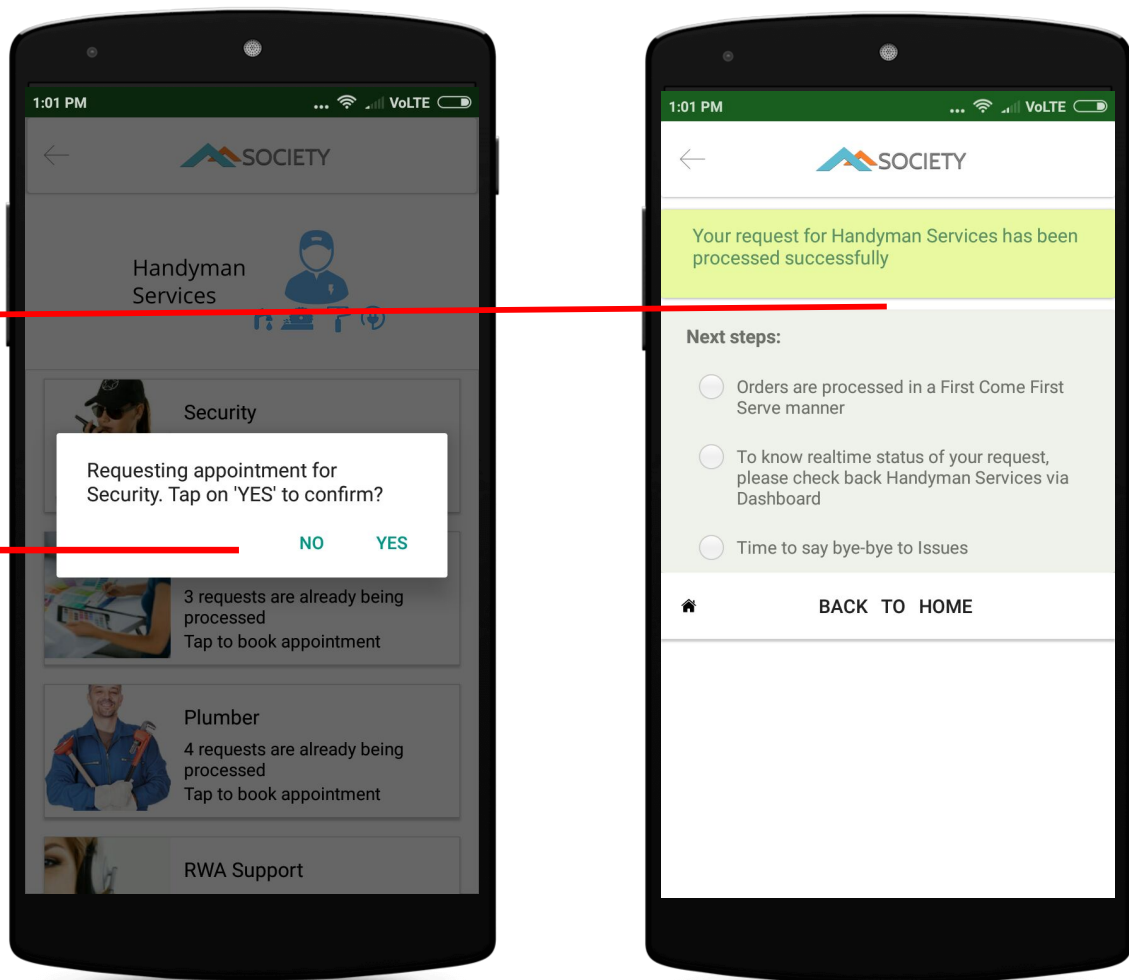 1:01 PM
... VoLTE
SOCIETY
Handyman
Services
Security
Requesting appointment for
Security. Tap on 'YES' to confirm?
NO YES
3 requests are already being
processed
Tap to book appointment
Plumber
4 requests are already being
processed
Tap to book appointment
RWA Support
1:01 PM
... VoLTE
SOCIETY
Your request for Handyman Services has been
processed successfully
Next steps:
Orders are processed in a First Come First
Serve manner
To know realtime status of your request,
please check back Handyman Services via
Dashboard
Time to say bye-bye to Issues
BACK TO HOME